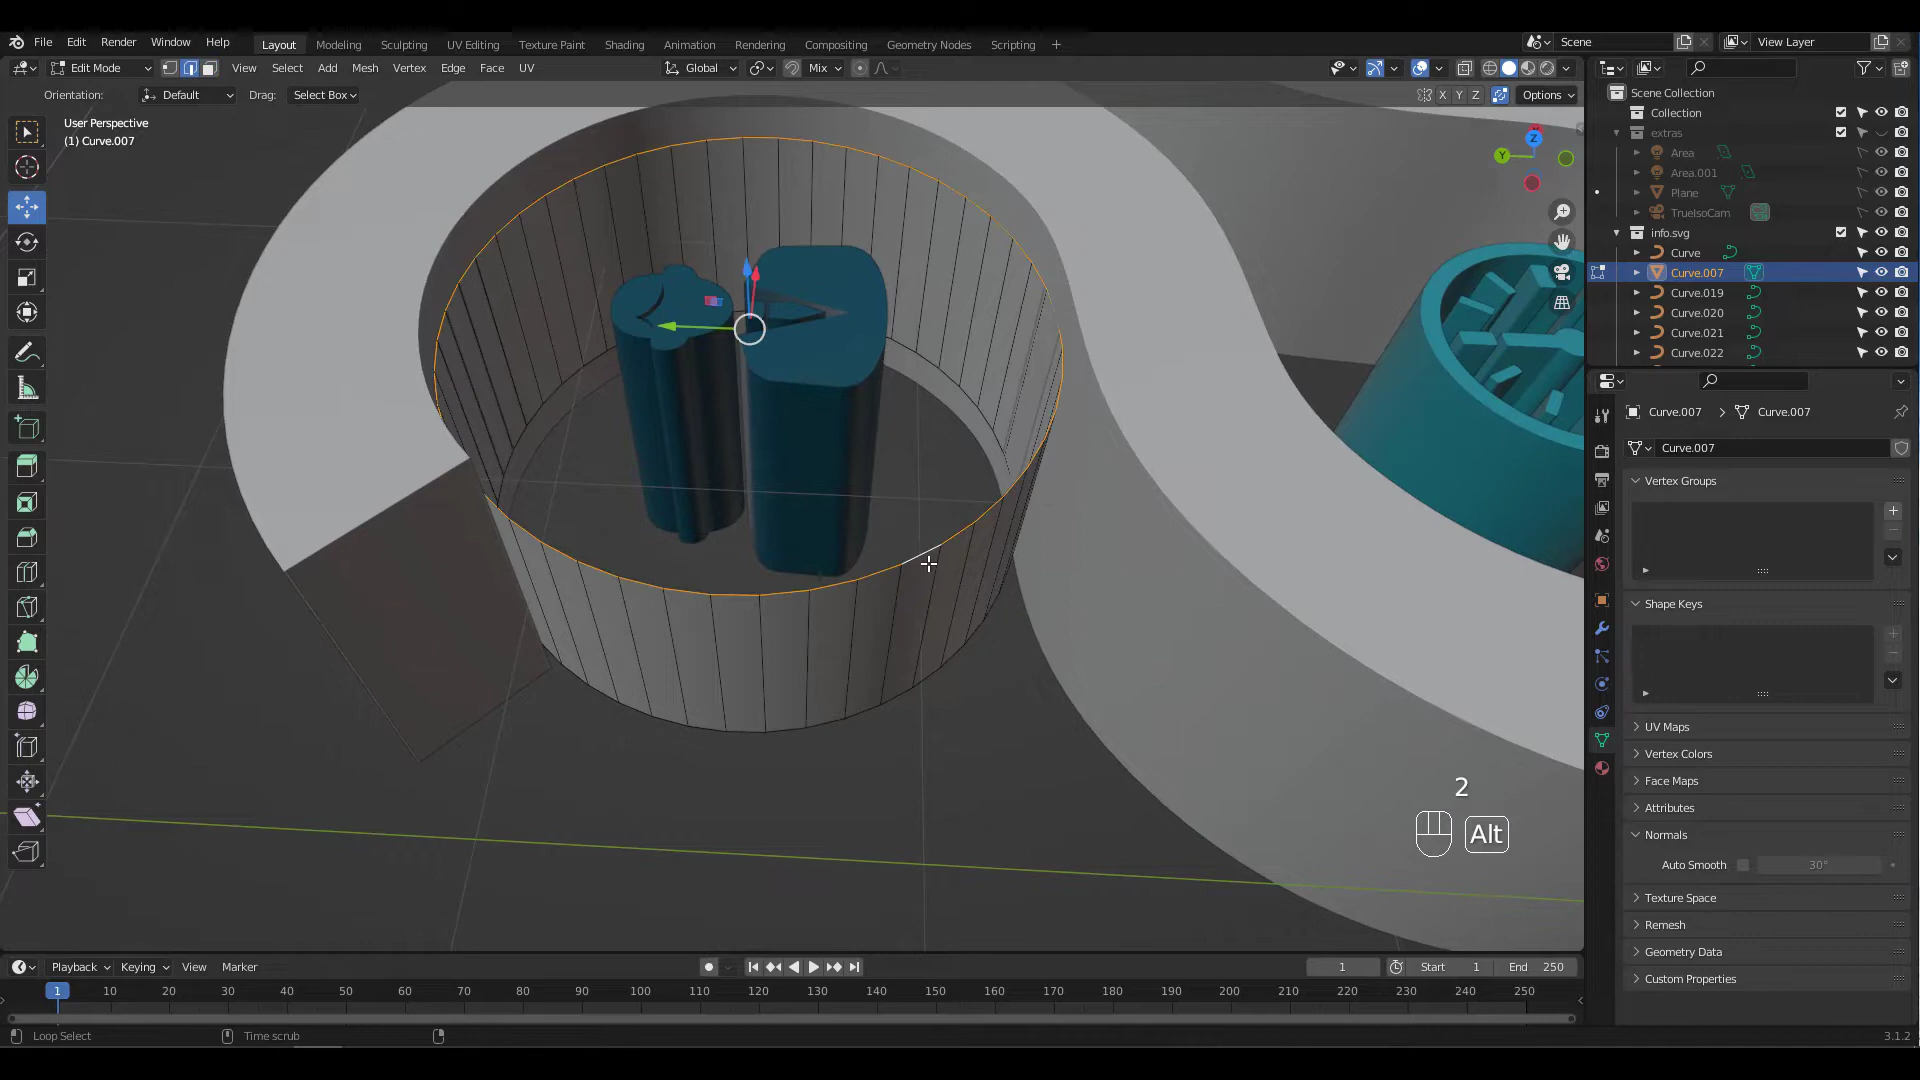 File Edit Render Window Help Layout Modeling Sculpting UV Editing Texture Paint Shading Animation Rendering Compositing Geometry Nodes Scripting + Scene View Layer
Edit Mode View Select Add Mesh Vertex Edge Face UV Global Mix
Orientation: Default Drag: Select Box X Y Z Options
User Perspective
(1) Curve.007
Z
Y
Scene Collection
Collection
extras
Area
Area.001
Plane
TrueIsoCam
info.svg
Curve
Curve.007
Curve.019
Curve.020
Curve.021
Curve.022
Curve.007 Curve.007
Curve.007
Vertex Groups
Shape Keys
UV Maps
Vertex Colors
Face Maps
Attributes
Normals
Auto Smooth 30°
Texture Space
Remesh
Geometry Data
Custom Properties
2
Alt
Playback Keying View Marker 1 Start 1 End 250
1 10 20 30 40 50 60 70 80 90 100 110 120 130 140 150 160 170 180 190 200 210 220 230 240 250
Loop Select Time scrub 3.1.2